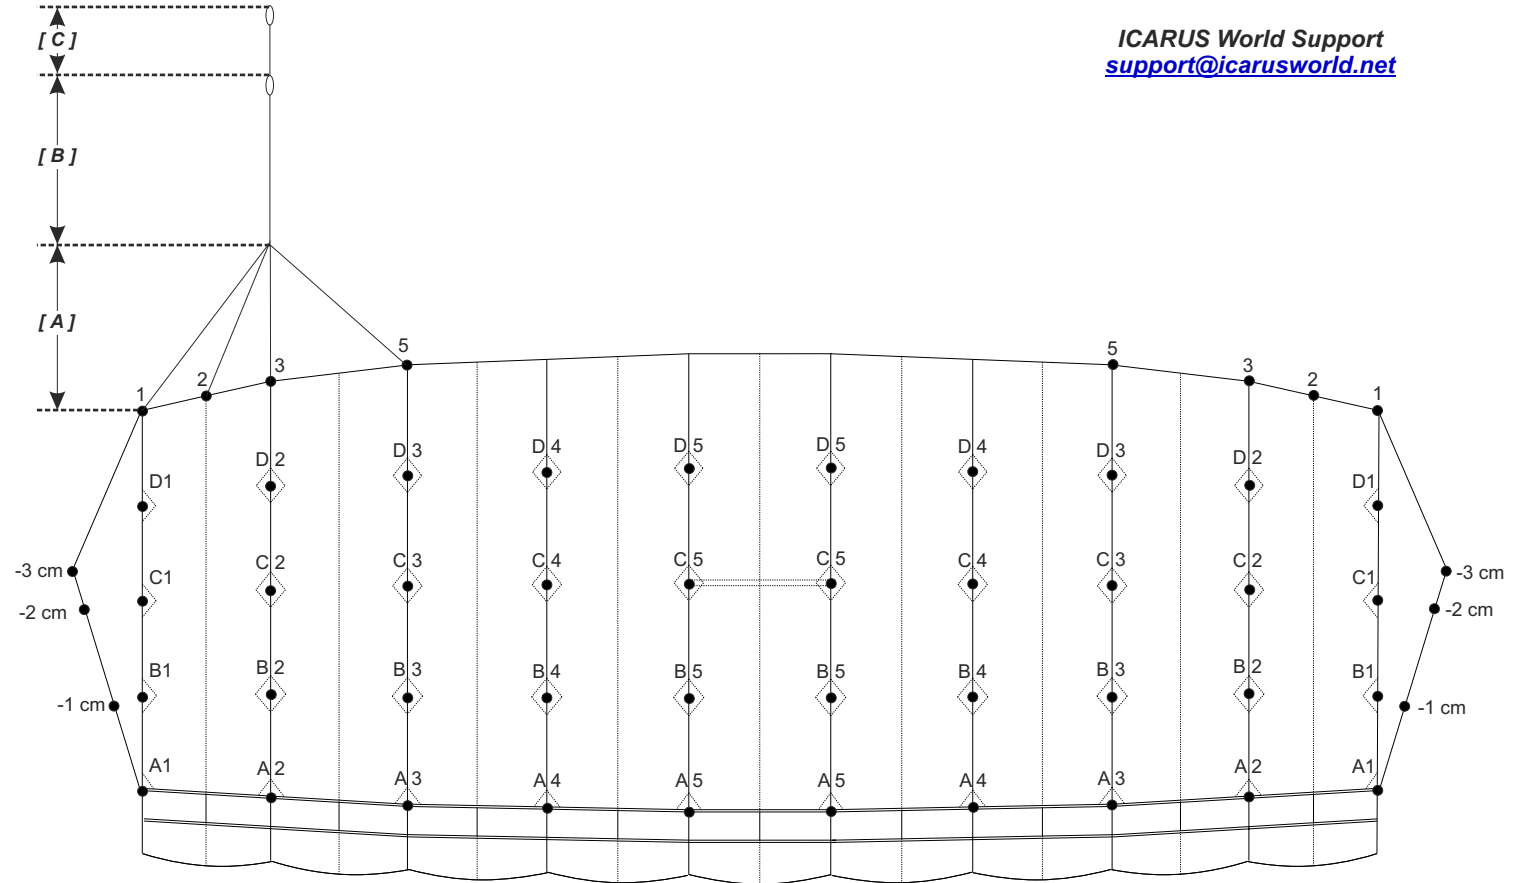 [ C ]
ICARUS World Support
support@icarusworld.net
[ B ]
[ A ]
5 5
3 3
2 2
1 1
D 2 D 3 D 4 D 5 D 5 D 4 D 3 D 2
D1 D1
C 2 C 3 C 4 C 5 C 5 C 4 C 3 C 2
-3 cm -3 cm
C1 C1
-2 cm -2 cm
B1 B 2 B 3 B 4 B 5 B 5 B 4 B 3 B 2 B1
-1 cm -1 cm
A1 A 2 A 3 A 4 A 5 A 5 A 4 A 3 A 2 A1